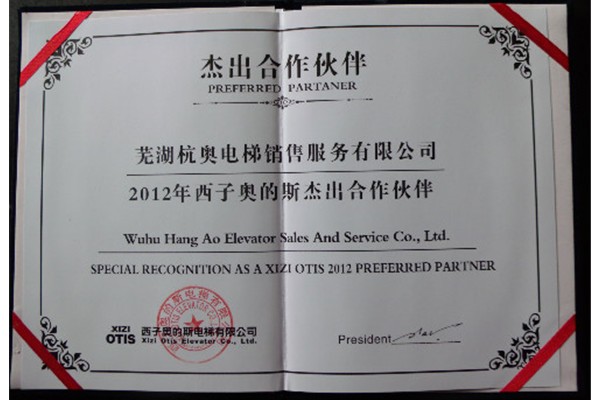 杰出合作伙伴
PREFERRED PARTANER
芜湖杭奥电梯销售服务有限公司
2012年西子奥的斯杰出合作伙伴
Wuhu Hang Ao Elevator Sales And Service Co., Ltd.
SPECIAL RECOGNITION AS A XIZI OTIS 2012 PREFERRED PARTNER
XIZI OTIS
西子奥的斯电梯有限公司
Xizi Otis Elevator Co., Ltd.
President